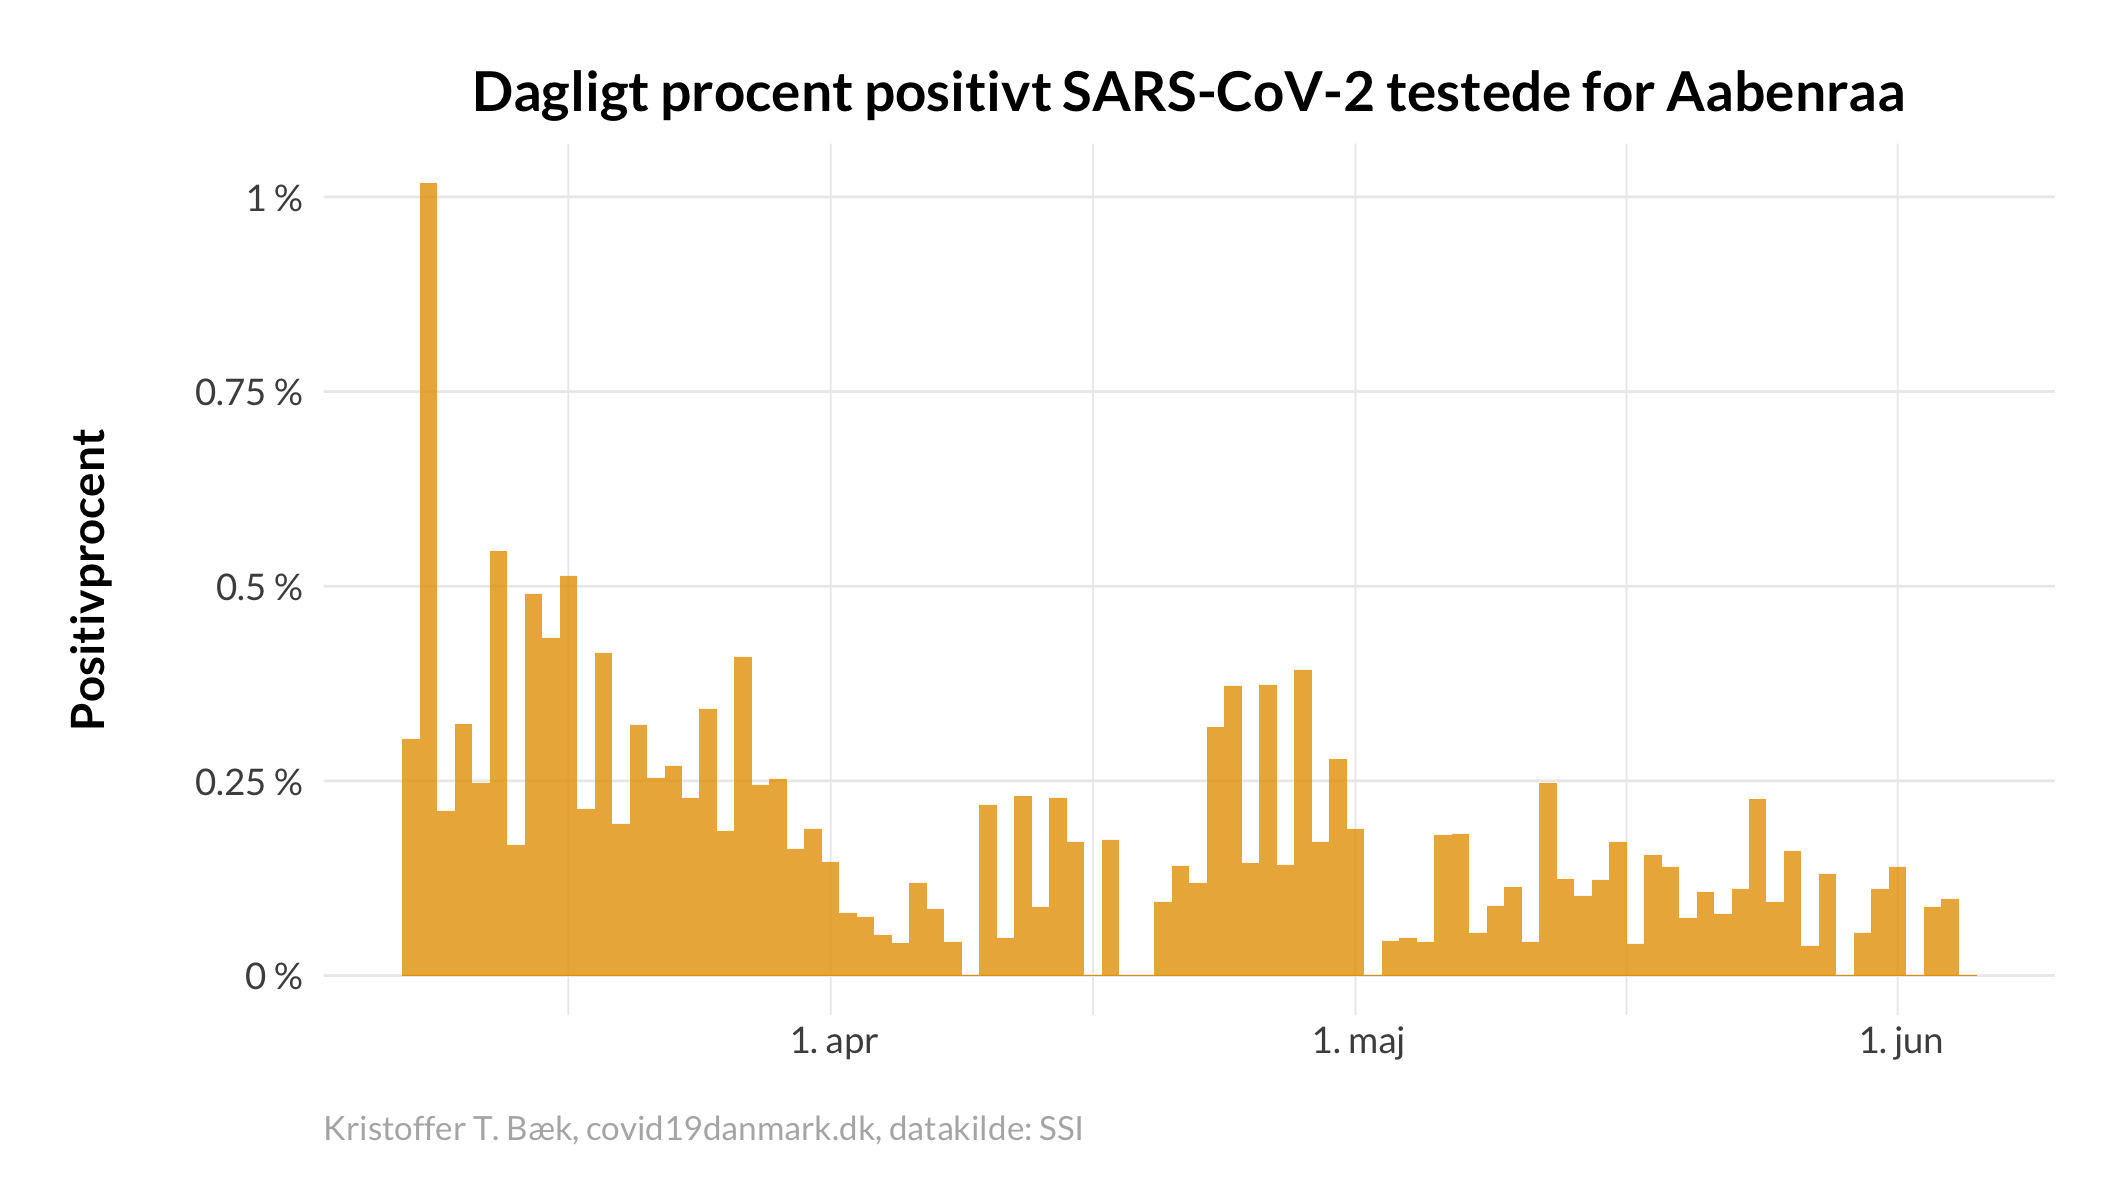 Dagligt procent positivt SARS-CoV-2 testede for Aabenraa
Positivprocent
1 %
0.75 %
0.5 %
0.25 %
0 %
1. apr
1. maj
1. jun
Kristoffer T. Bæk, covid19danmark.dk, datakilde: SSI